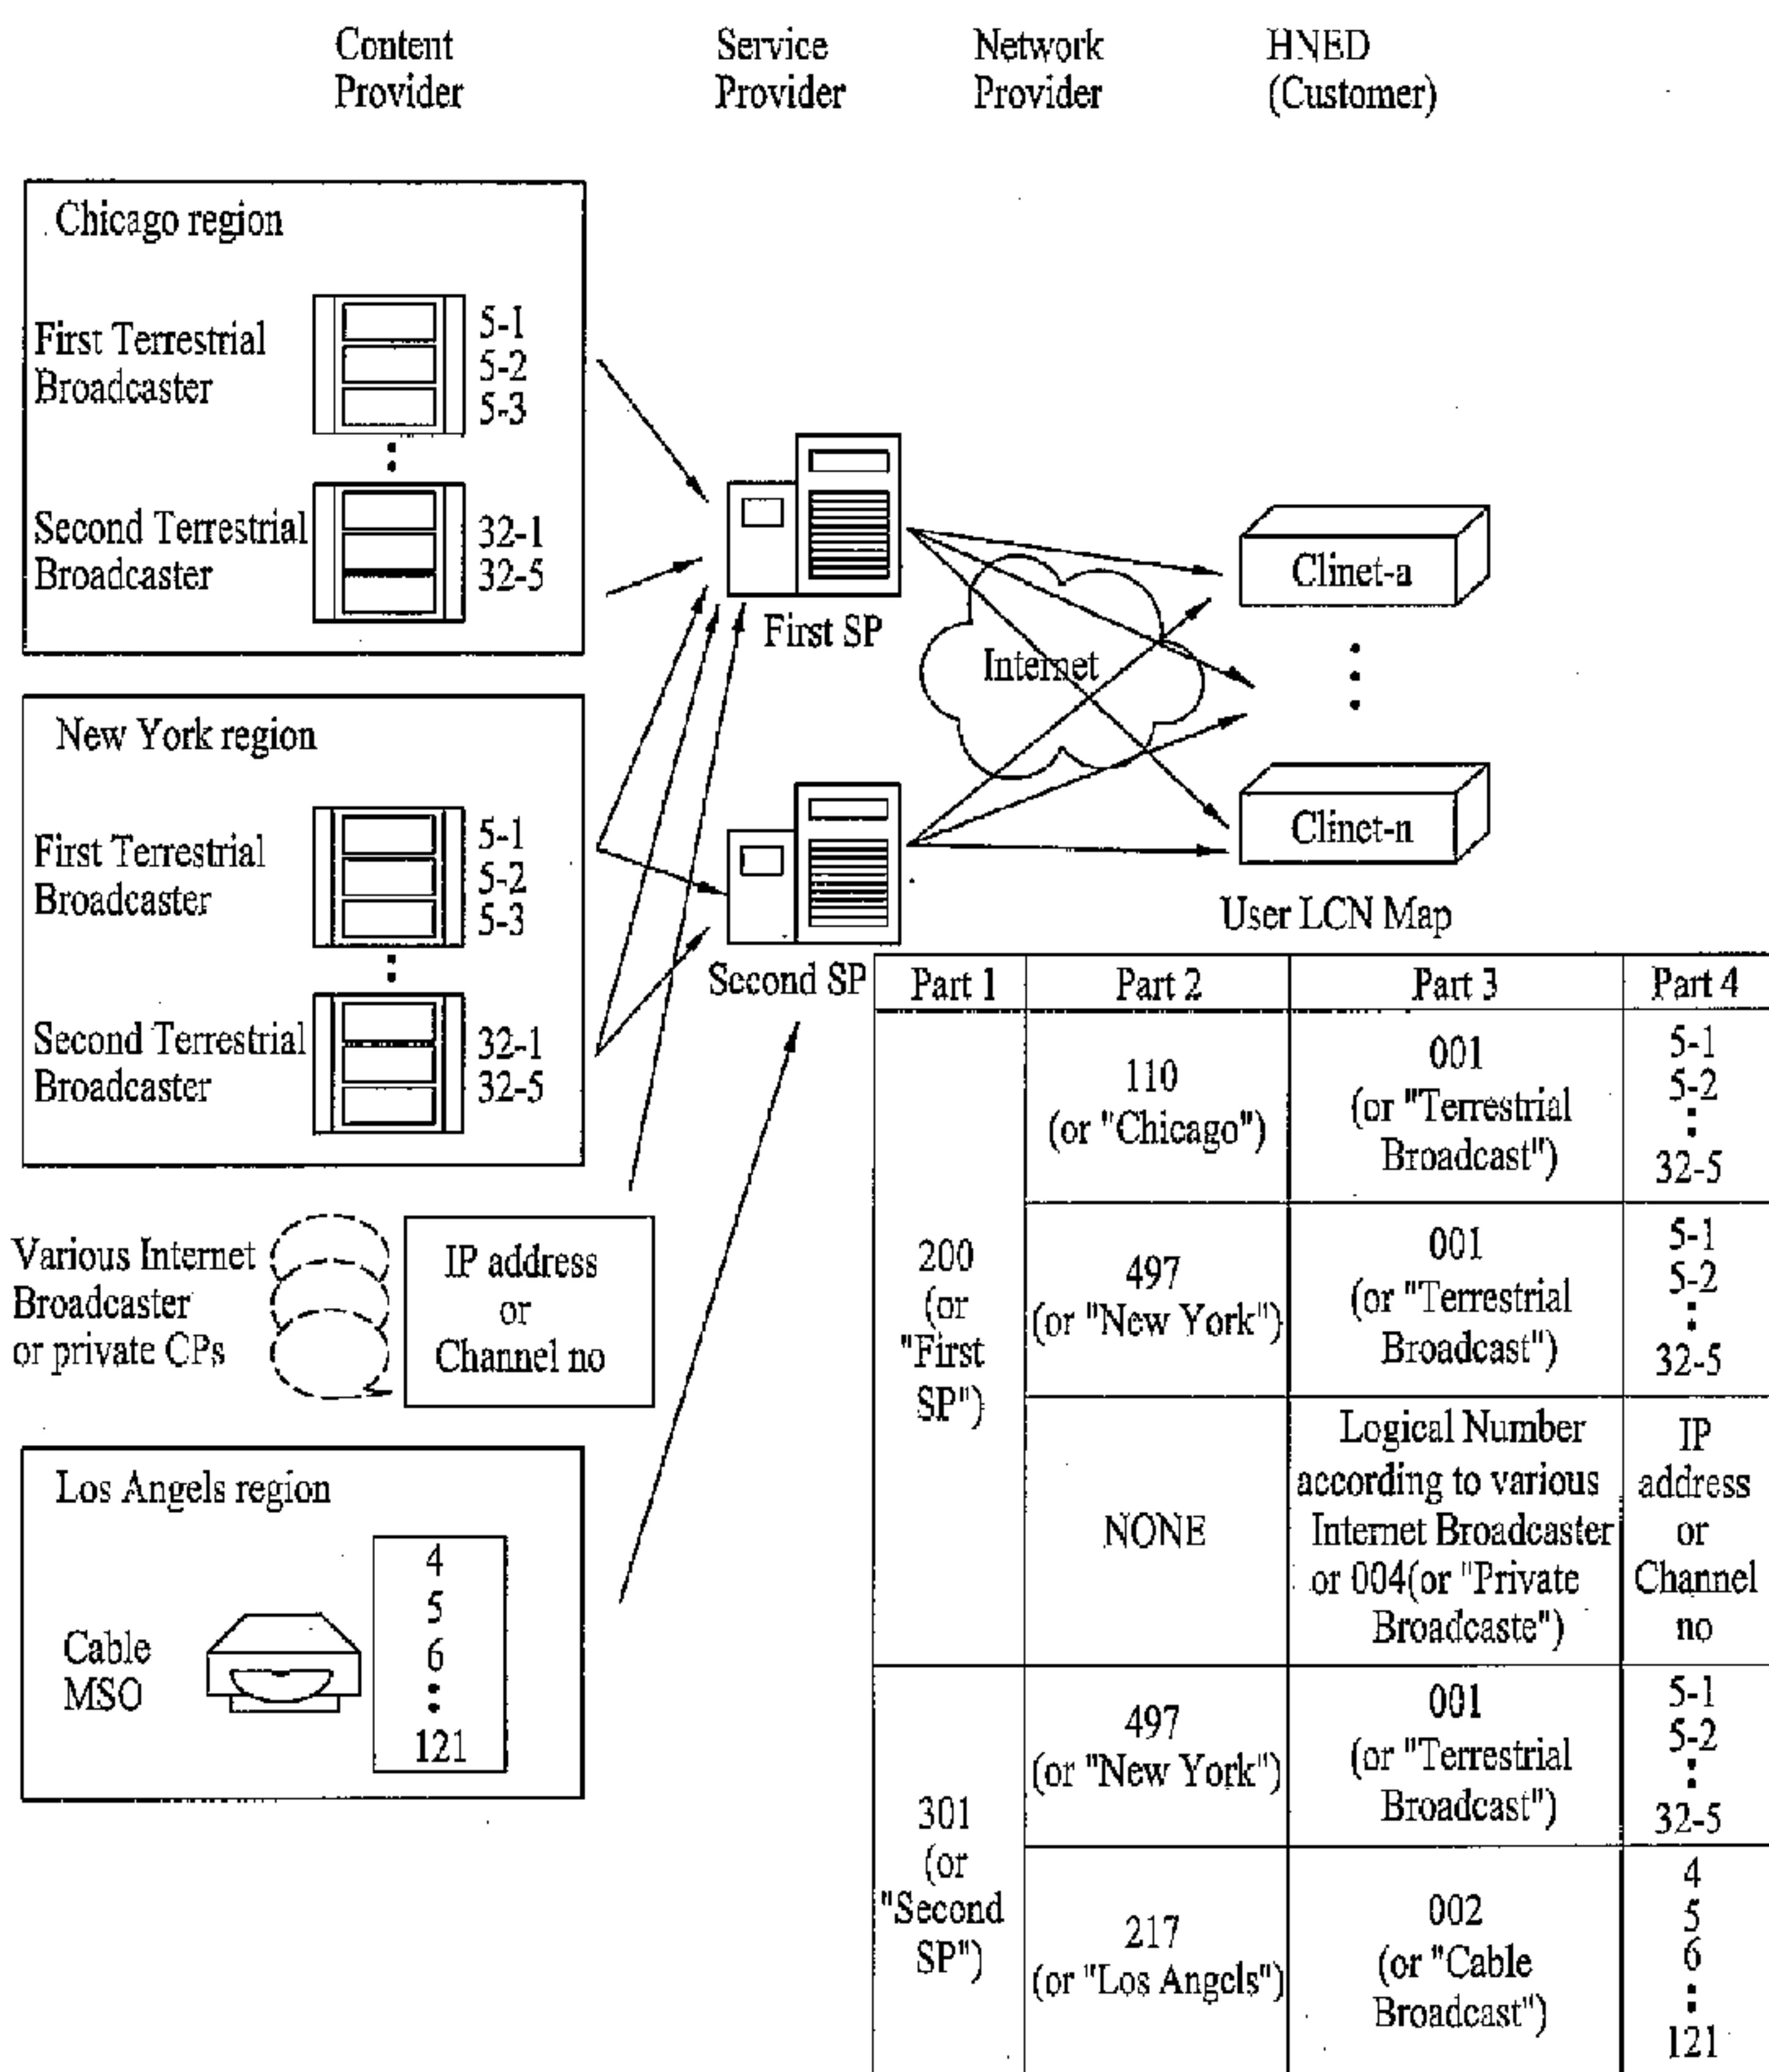 Content
Provider
Service
Provider
Network
Provider
HNED
(Customer)
Chicago region
First Terrestrial
Broadcaster
5-1
5-2
5-3
Second Terrestrial
Broadcaster
32-1
32-5
New York region
First Terrestrial
Broadcaster
5-1
5-2
5-3
Second Terrestrial
Broadcaster
32-1
32-5
Various Internet
Broadcaster
or private CPs
IP address
or
Channel no
Los Angels region
Cable
MSO
4
5
6
121
First SP
Second SP
Internet
Clinet-a
Clinet-n
User LCN Map
Part 1
Part 2
Part 3
Part 4
200
(or
"First
SP")
110
(or "Chicago")
001
(or "Terrestrial
Broadcast")
5-1
5-2
32-5
497
(or "New York")
001
(or "Terrestrial
Broadcast")
5-1
5-2
32-5
NONE
Logical Number
according to various
Internet Broadcaster
or 004(or "Private
Broadcaste")
IP
address
or
Channel
no
301
(or
"Second
SP")
497
(or "New York")
001
(or "Terrestrial
Broadcast")
5-1
5-2
32-5
217
(or "Los Angels")
002
(or "Cable
Broadcast")
4
5
6
121